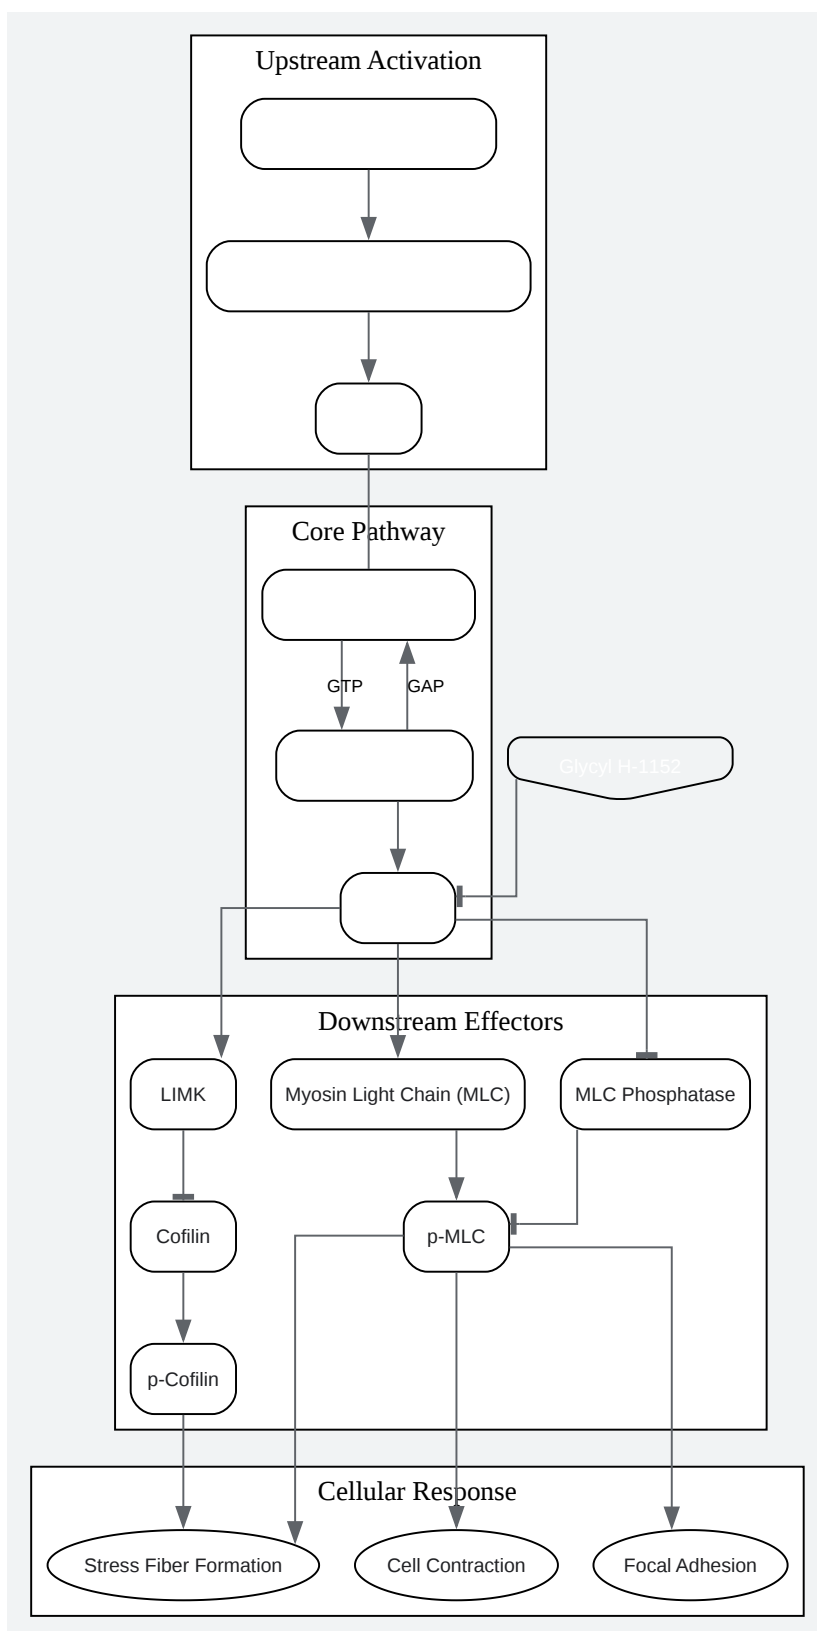 Upstream Activation
Core Pathway
GTP
GAP
Glycyl H-1152
Downstream Effectors
LIMK
Myosin Light Chain (MLC)
MLC Phosphatase
Cofilin
p-MLC
p-Cofilin
Cellular Response
Stress Fiber Formation
Cell Contraction
Focal Adhesion